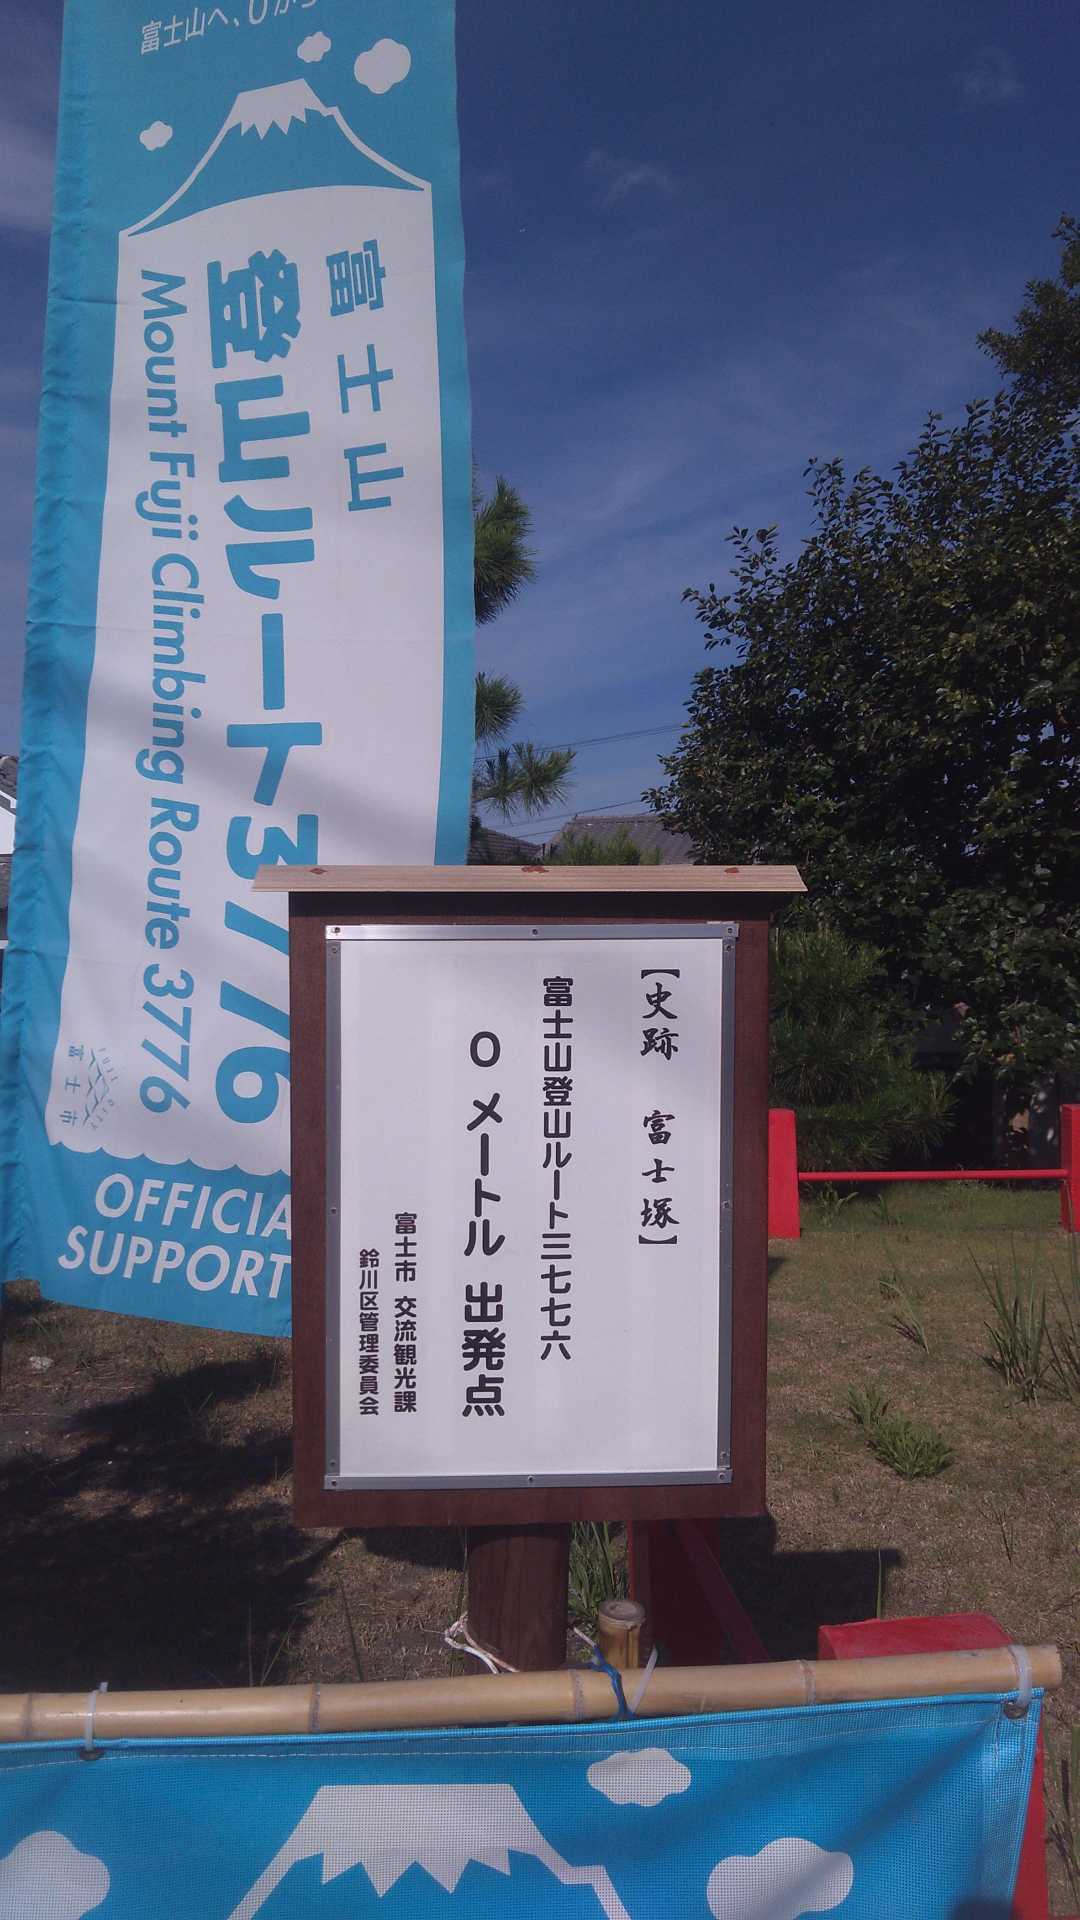 富士山へ、0から
富士山
登山ルート3776
Mount Fuji Climbing Route 3776
FUJI CITY
富士市
OFFICIA
SUPPORT
【史跡 富士塚】
富士山登山ルート三七七六
0 メートル 出発点
富士市 交流観光課
鈴川区管理委員会